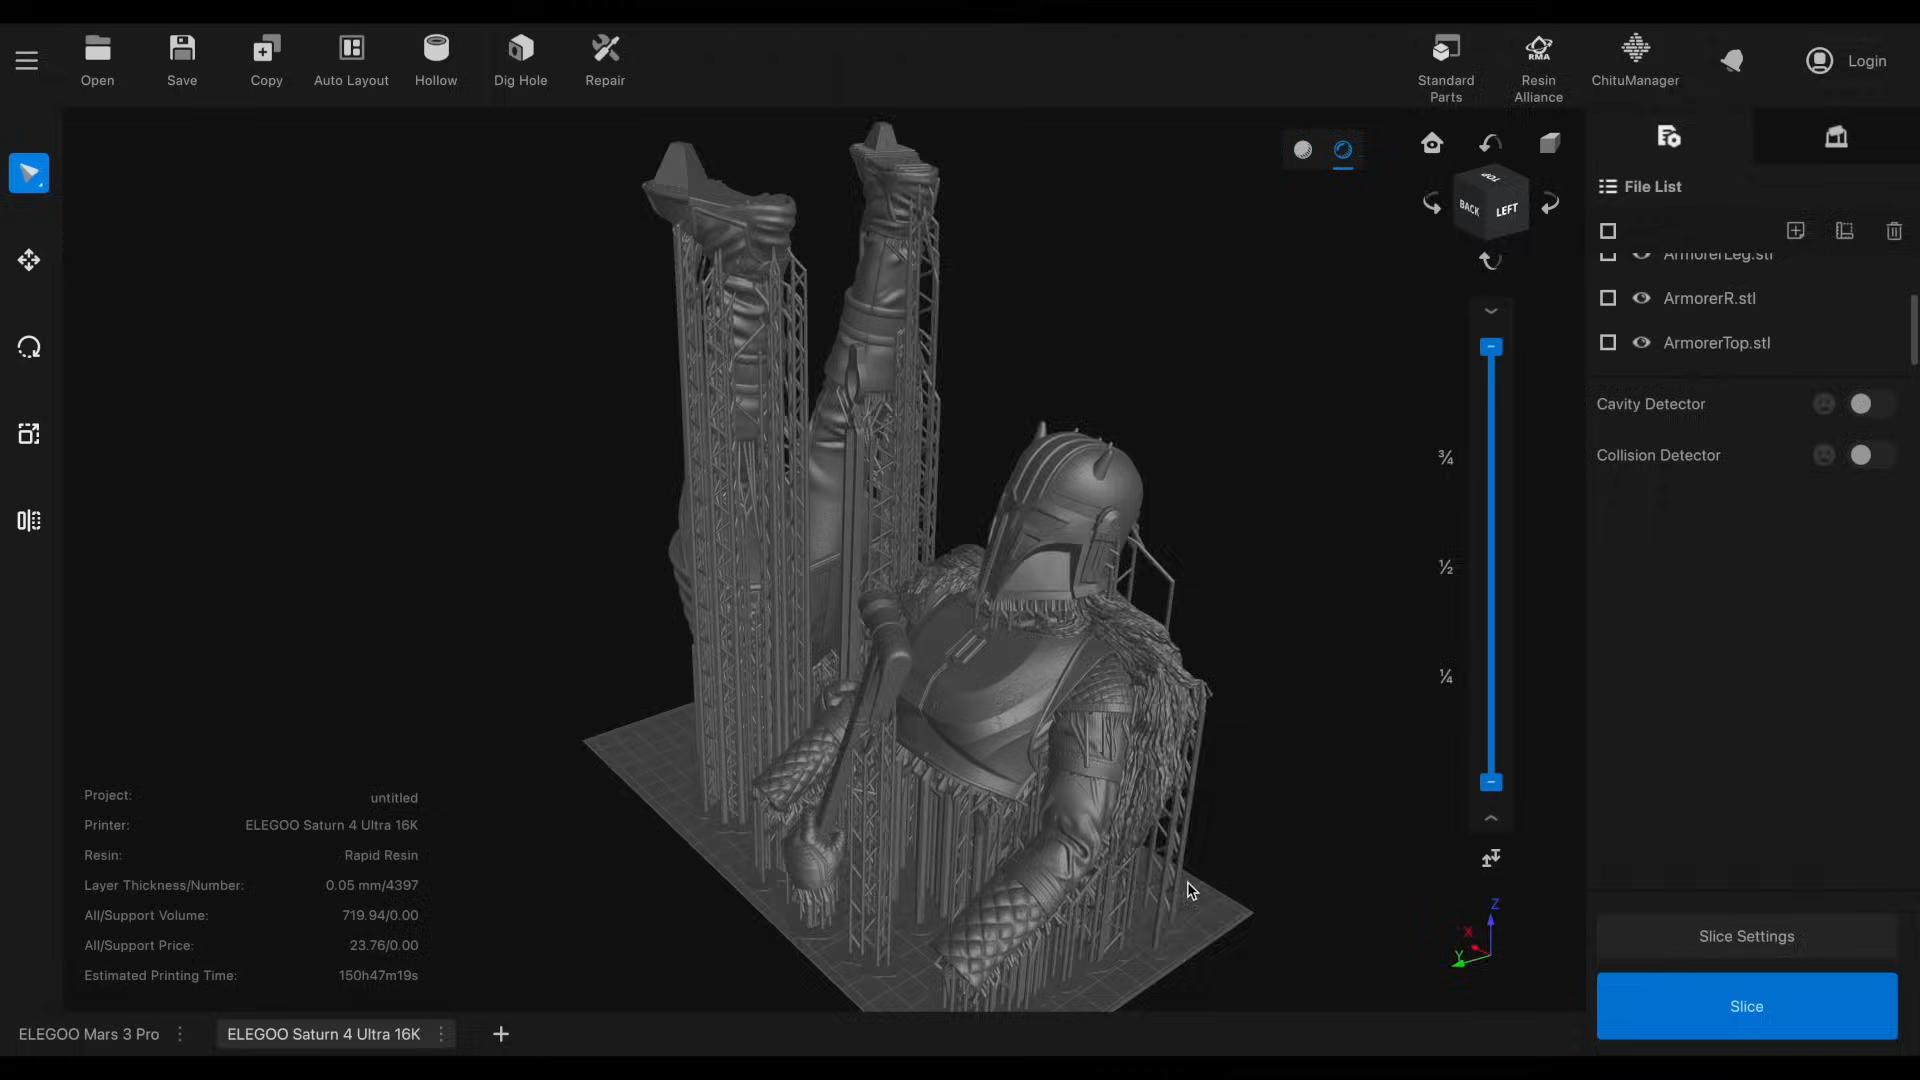 Open
Save
Copy
Auto Layout
Hollow
Dig Hole
Repair
Standard
Parts
RMA
Resin
Alliance
ChituManager
Login
TOP
BACK
LEFT
File List
ArmorerLeg.stl
ArmorerR.stl
ArmorerTop.stl
Cavity Detector
Collision Detector
¾
½
¼
Project: untitled
Printer: ELEGOO Saturn 4 Ultra 16K
Resin: Rapid Resin
Layer Thickness/Number: 0.05 mm/4397
All/Support Volume: 719.94/0.00
All/Support Price: 23.76/0.00
Estimated Printing Time: 150h47m19s
Z
X
Y
Slice Settings
Slice
ELEGOO Mars 3 Pro
ELEGOO Saturn 4 Ultra 16K